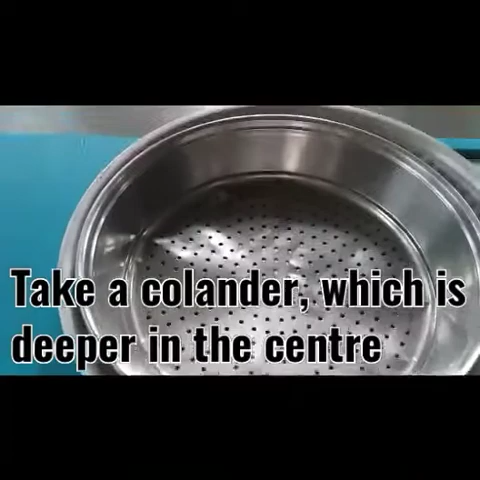 Take a colander, which is
deeper in the centre